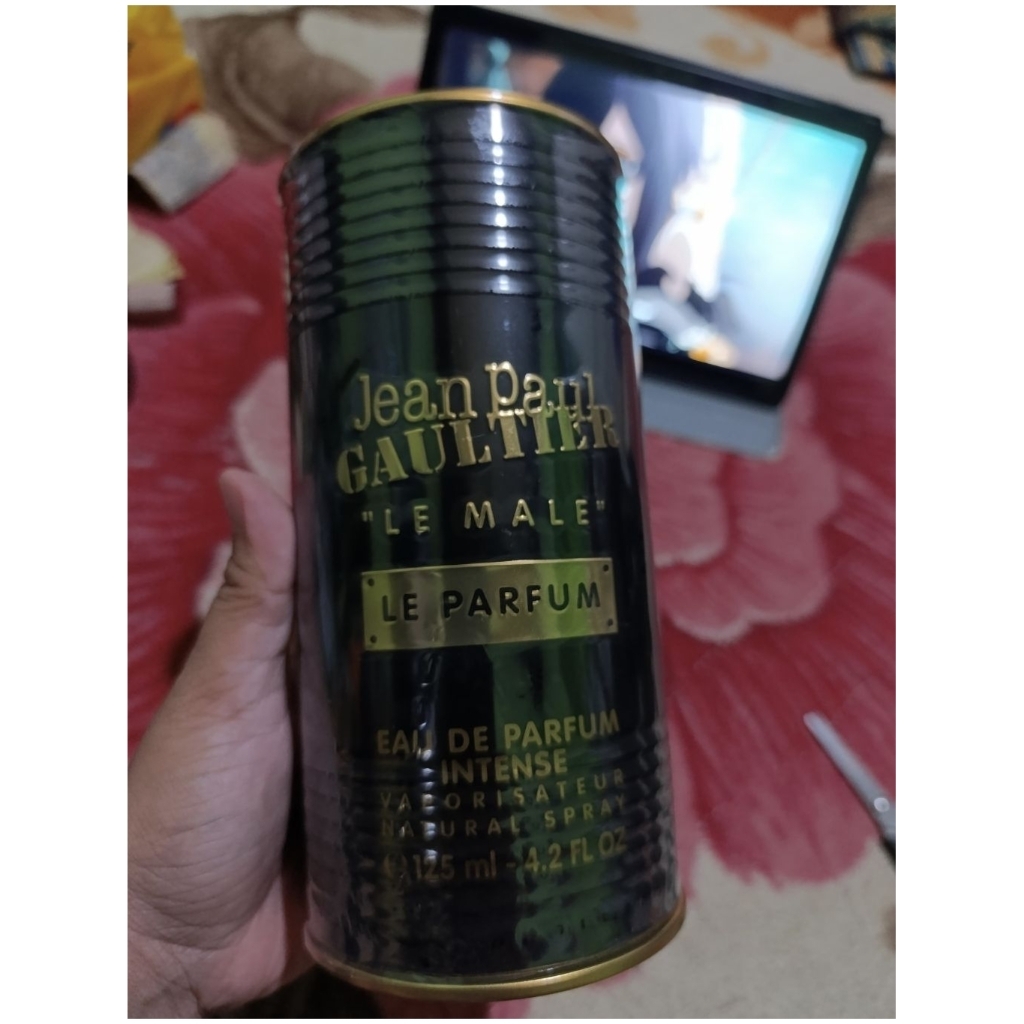 Jean Paul
GAULTIER
"LE MALE"
LE PARFUM
EAU DE PARFUM
INTENSE
VAPORISATEUR
NATURAL SPRAY
℮ 125 ml - 4.2 FL OZ